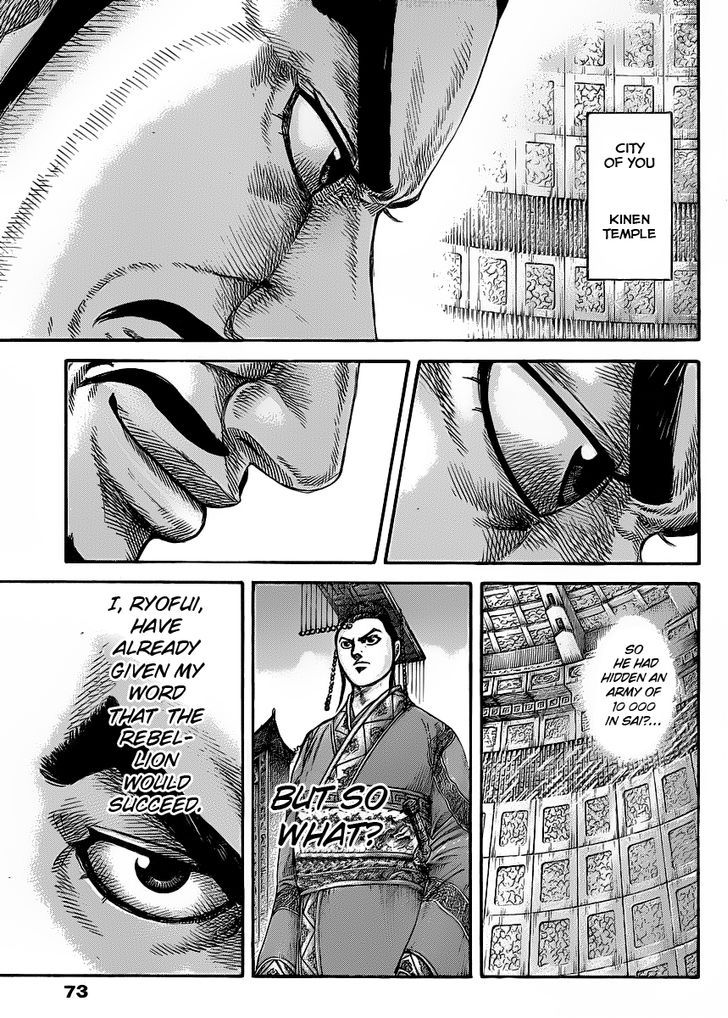 CITY
OF YOU
KINEN
TEMPLE
SO
HE HAD
HIDDEN AN
ARMY OF
10 000
IN SAI?...
BUT SO
WHAT?
I, RYOFUI,
HAVE
ALREADY
GIVEN MY
WORD
THAT THE
REBEL-
LION
WOULD
SUCCEED.
73